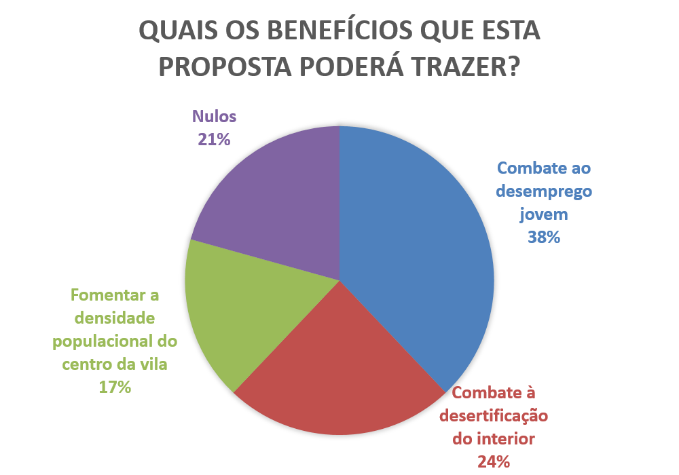 QUAIS OS BENEFÍCIOS QUE ESTA
PROPOSTA PODERÁ TRAZER?
Nulos
21%
Combate ao
desemprego
jovem
38%
Fomentar a
densidade
populacional do
centro da vila
17%
Combate à
desertificação
do interior
24%